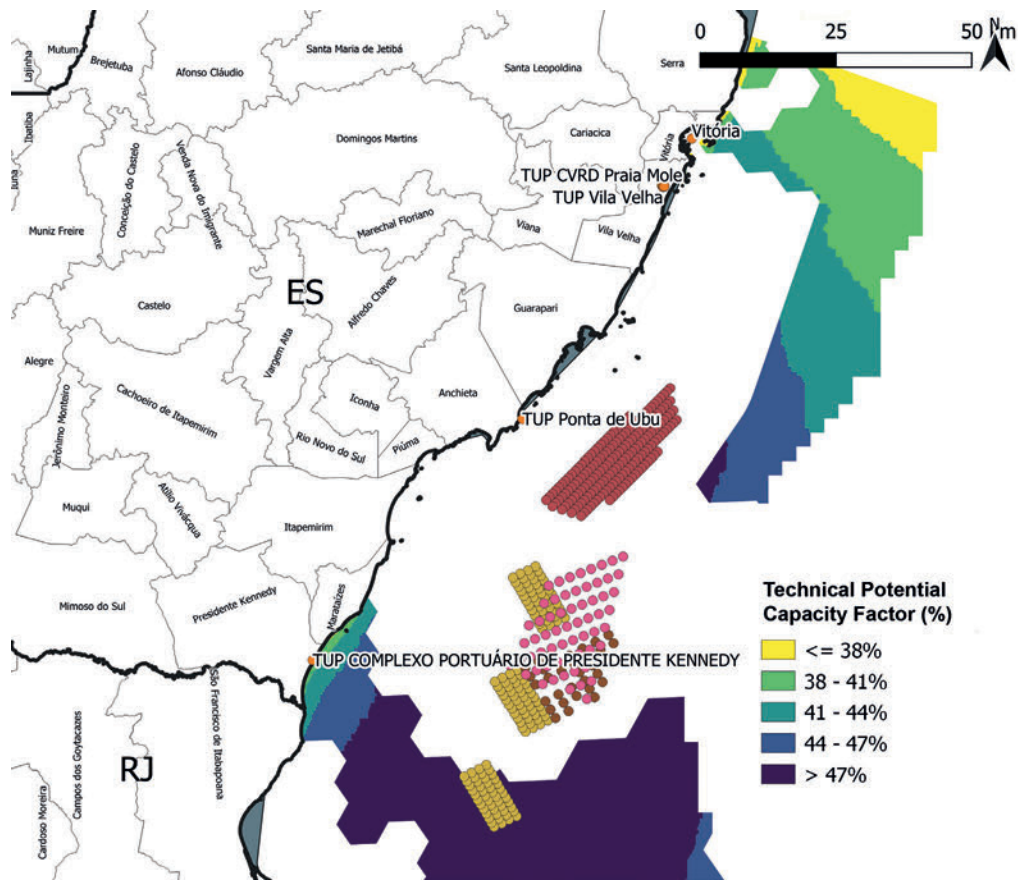 Lajinha
Mutum
Brejetuba
Afonso Cláudio
Santa Maria de Jetibá
Santa Leopoldina
Serra
0
25
50
Nm
Ibatiba
Iuna
Conceição do Castelo
Venda Nova do Imigrante
Domingos Martins
Cariacica
Vitória
Vitória
TUP CVRD Praia Mole
TUP Vila Velha
Muniz Freire
Marechal Floriano
Viana
Vila Velha
Castelo
ES
Alfredo Chaves
Guarapari
Vargem Alta
Alegre
Jerônimo Monteiro
Cachoeiro de Itapemirim
Iconha
Anchieta
TUP Ponta de Ubu
Rio Novo do Sul
Piúma
Muqui
Atílio Vivácqua
Itapemirim
Mimoso do Sul
Presidente Kennedy
Marataízes
TUP COMPLEXO PORTUÁRIO DE PRESIDENTE KENNEDY
São Francisco de Itabapoana
Campos dos Goytacazes
RJ
Cardoso Moreira
Technical Potential
Capacity Factor (%)
<= 38%
38 - 41%
41 - 44%
44 - 47%
> 47%